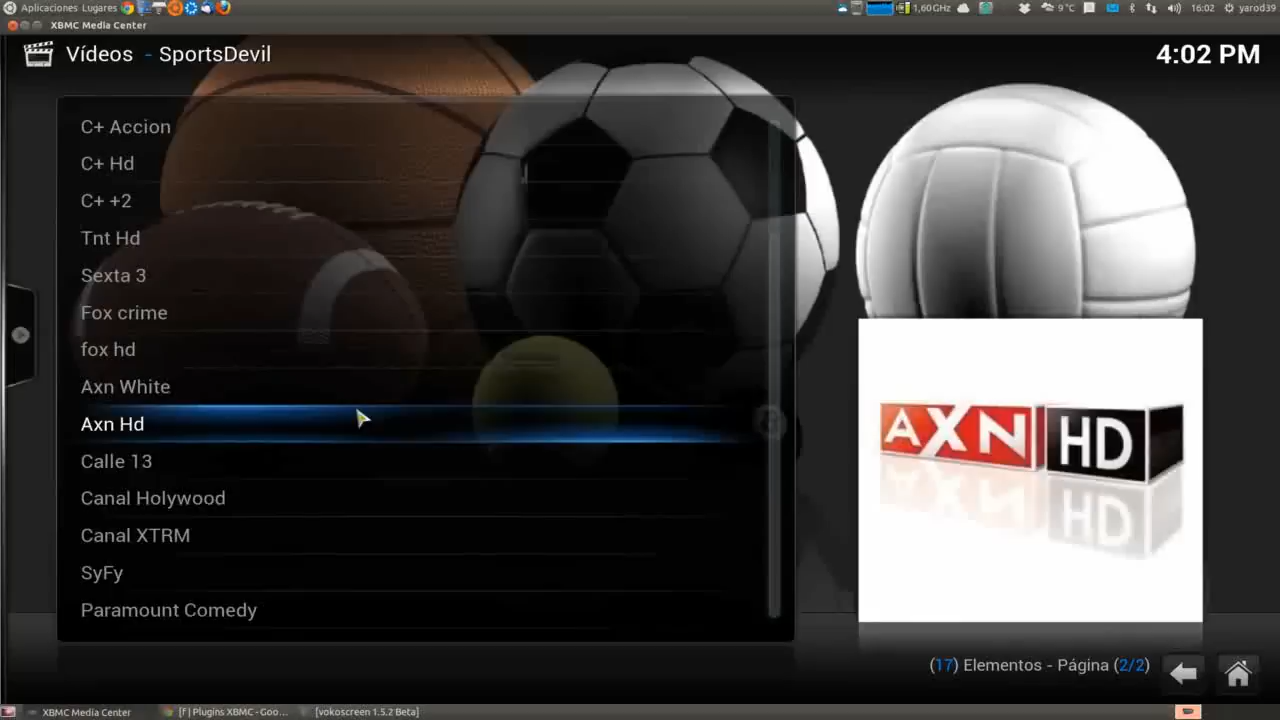 Aplicaciones Lugares
1,60GHz
9°C
16:02
yarod39
XBMC Media Center
Vídeos - SportsDevil
4:02 PM
C+ Accion
C+ Hd
C+ +2
Tnt Hd
Sexta 3
Fox crime
fox hd
Axn White
Axn Hd
Calle 13
Canal Holywood
Canal XTRM
SyFy
Paramount Comedy
AXN HD
(17) Elementos - Página (2/2)
XBMC Media Center
[f | Plugins XBMC - Goo...
[vokoscreen 1.5.2 Beta]